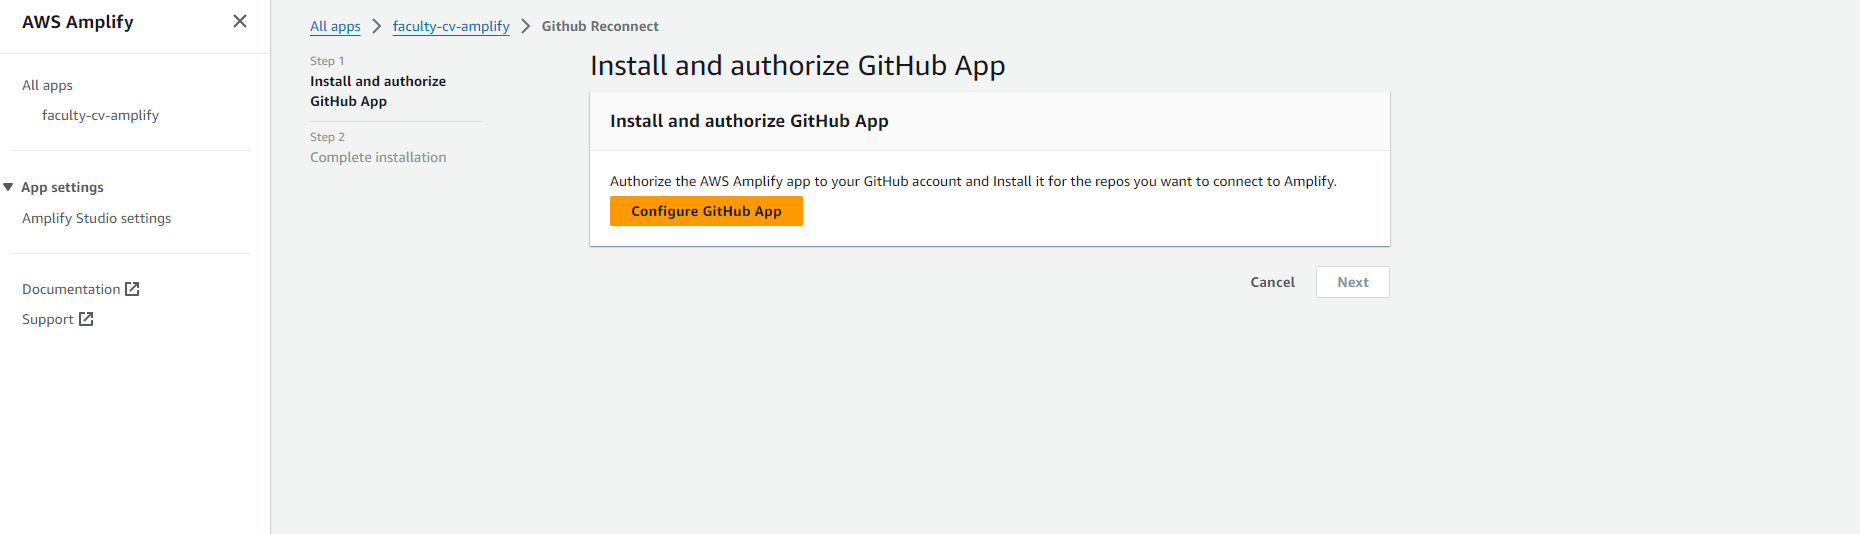 AWS Amplify
All apps
faculty-cv-amplify
App settings
Amplify Studio settings
Documentation
Support
All apps
faculty-cv-amplify
Github Reconnect
Step 1
Install and authorize
GitHub App
Step 2
Complete installation
Install and authorize GitHub App
Install and authorize GitHub App
Authorize the AWS Amplify app to your GitHub account and Install it for the repos you want to connect to Amplify.
Configure GitHub App
Cancel
Next